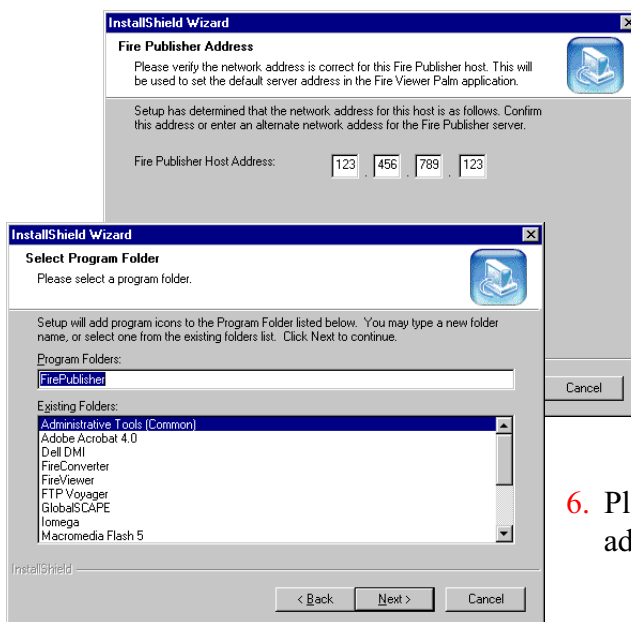 InstallShield Wizard
Fire Publisher Address
Please verify the network address is correct for this Fire Publisher host. This will
be used to set the default server address in the Fire Viewer Palm application.
Setup has determined that the network address for this host is as follows. Confirm
this address or enter an alternate network addess for the Fire Publisher server.
Fire Publisher Host Address: 123 . 456 . 789 . 123
Cancel
InstallShield Wizard
Select Program Folder
Please select a program folder.
Setup will add program icons to the Program Folder listed below. You may type a new folder
name, or select one from the existing folders list. Click Next to continue.
Program Folders:
FirePublisher
Existing Folders:
Administrative Tools (Common)
Adobe Acrobat 4.0
Dell DMI
FireConverter
FireViewer
FTP Voyager
GlobalSCAPE
Iomega
Macromedia Flash 5
InstallShield
< Back Next > Cancel
6. Pl
ad